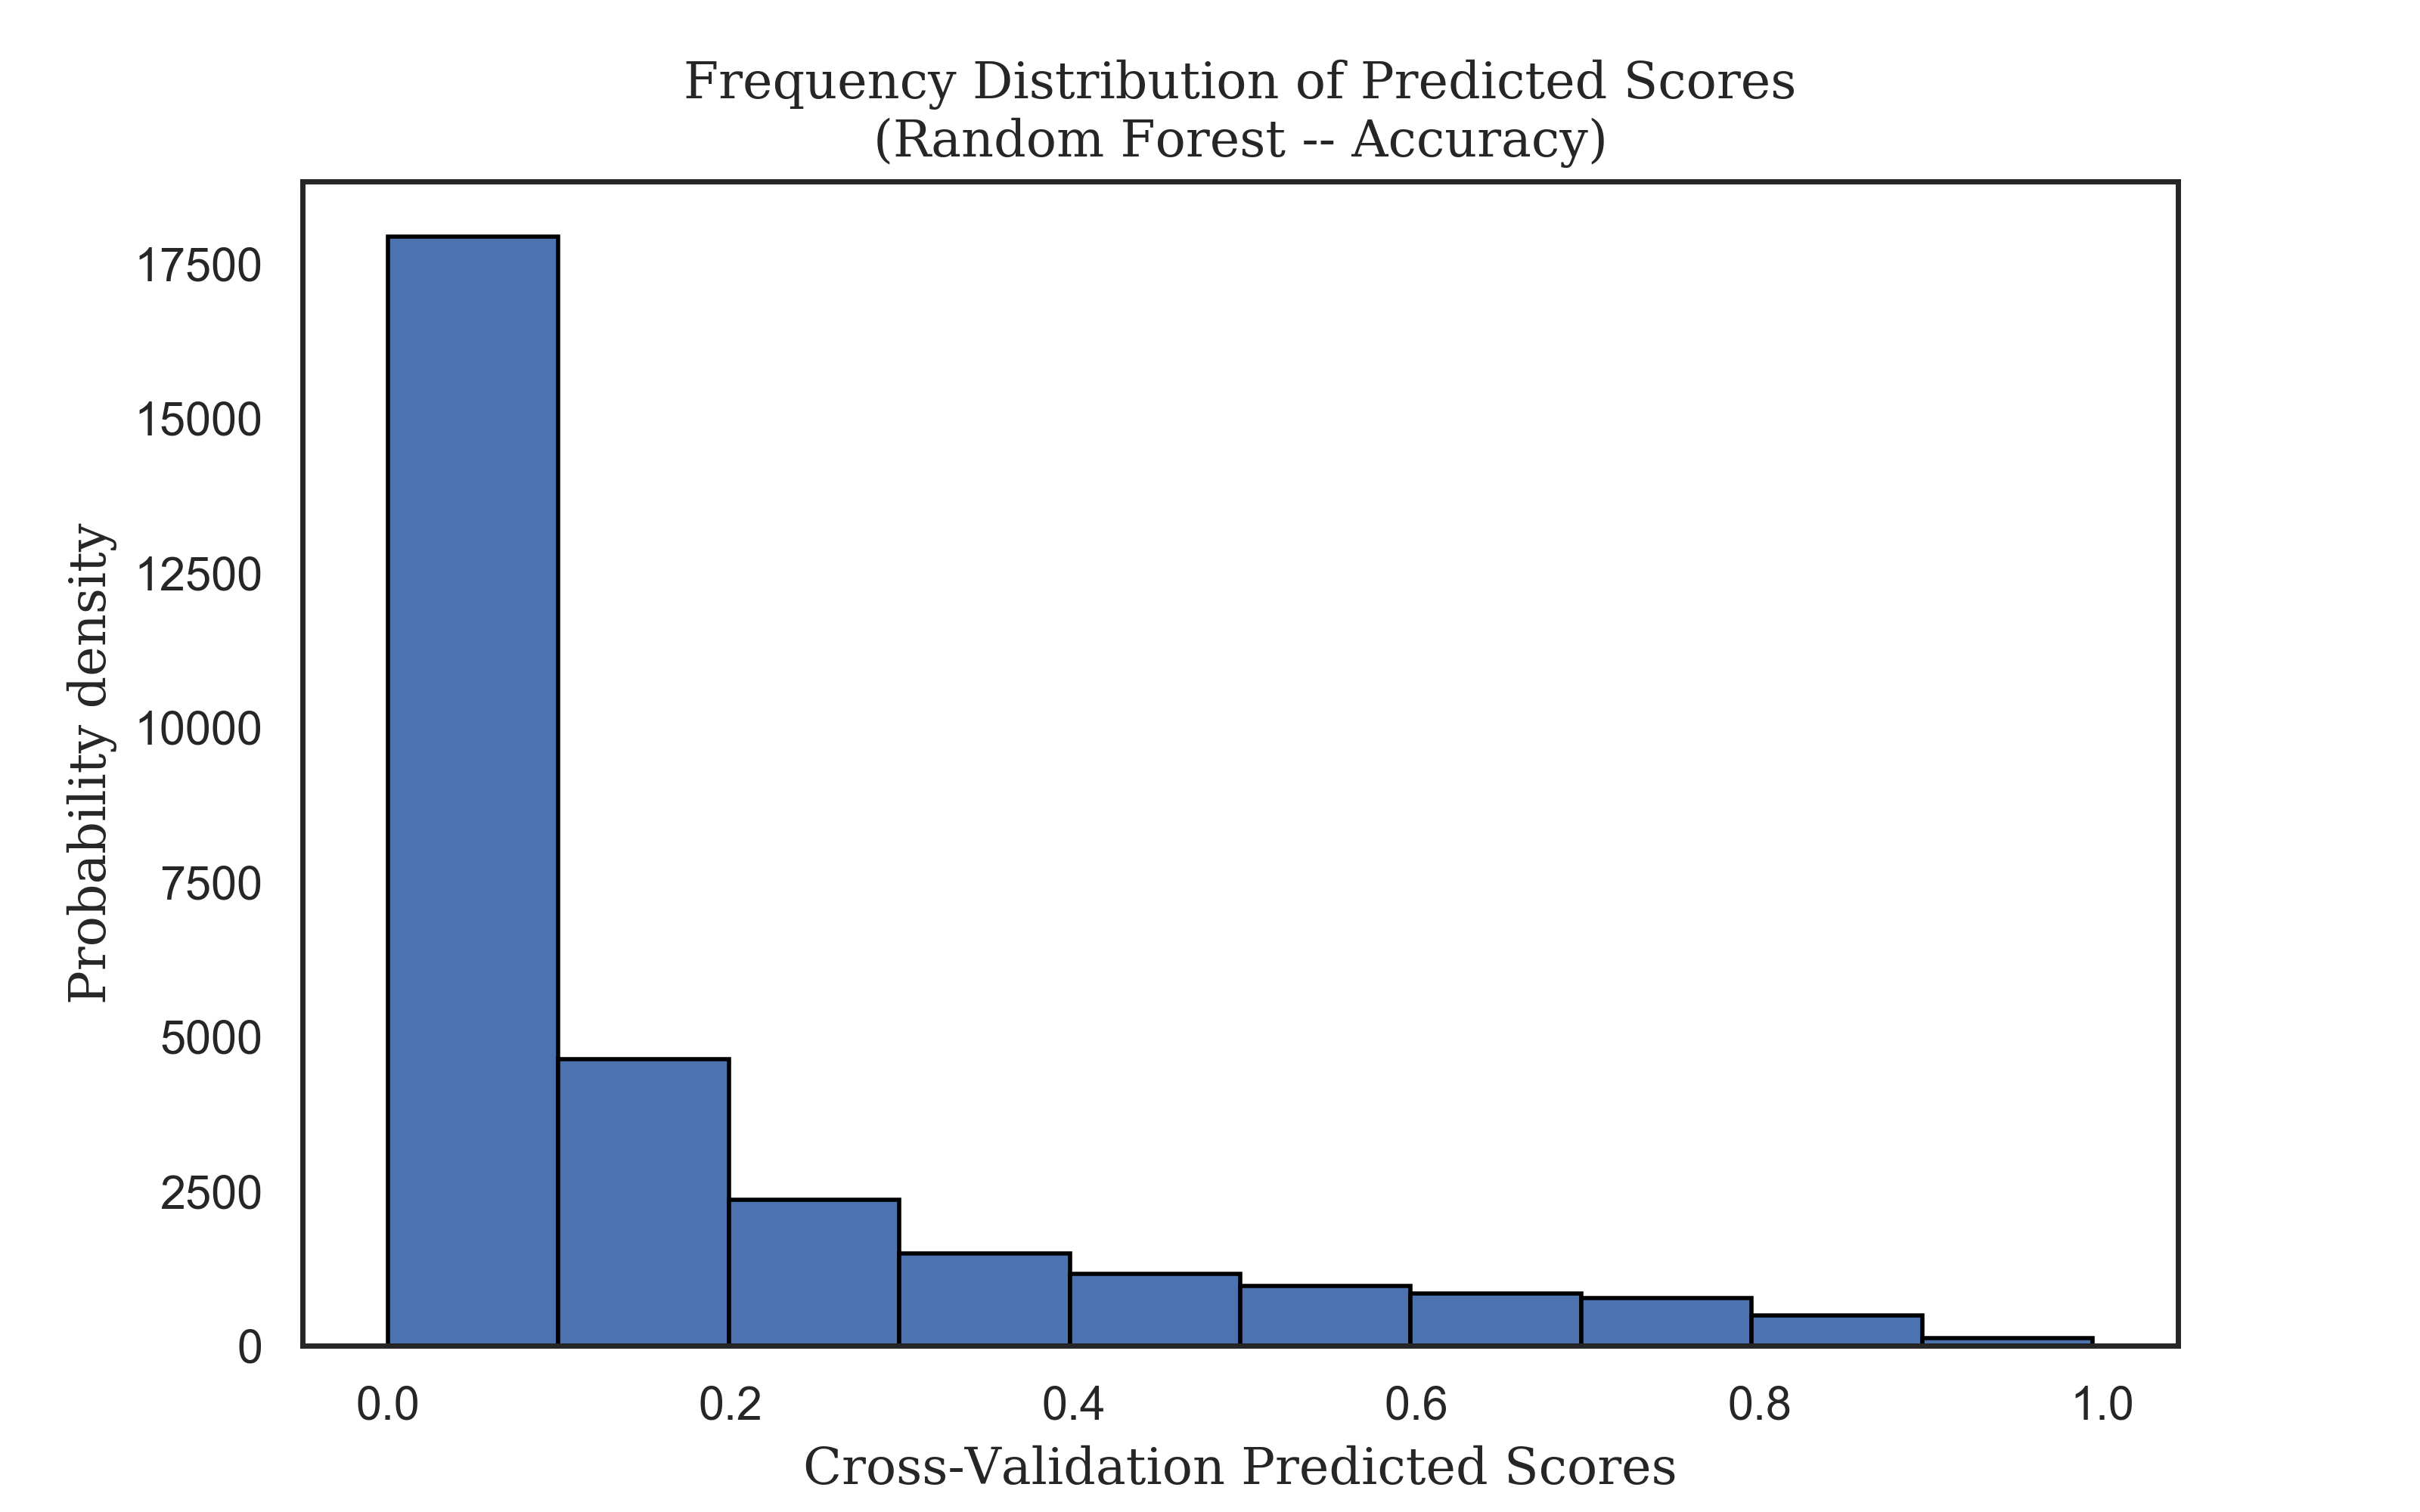 Frequency Distribution of Predicted Scores
(Random Forest -- Accuracy)
Probability density
17500
15000
12500
10000
7500
5000
2500
0
0.0 0.2 0.4 0.6 0.8 1.0
Cross-Validation Predicted Scores